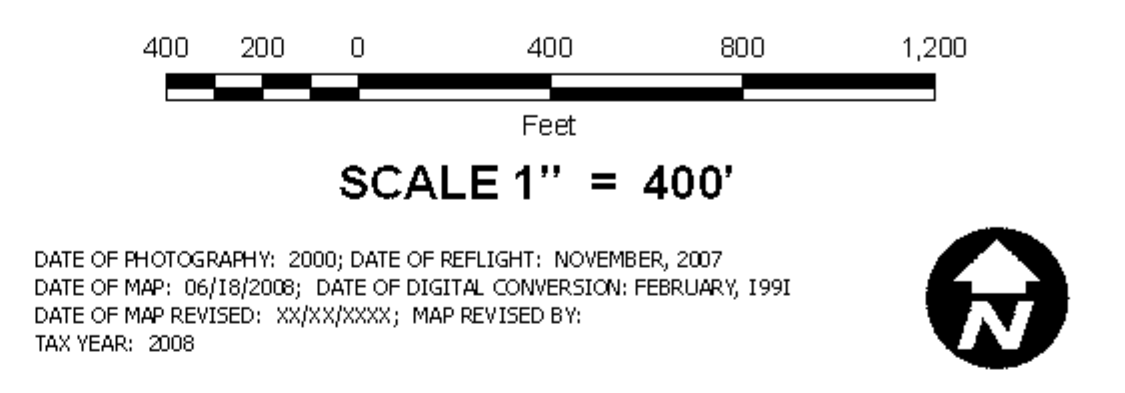 400 200 0 400 800 1,200
Feet
SCALE 1” = 400’
DATE OF PHOTOGRAPHY: 2000; DATE OF REFLIGHT: NOVEMBER, 2007
DATE OF MAP: 06/18/2008; DATE OF DIGITAL CONVERSION: FEBRUARY, 1991
DATE OF MAP REVISED: XX/XX/XXXX; MAP REVISED BY:
TAX YEAR: 2008
N